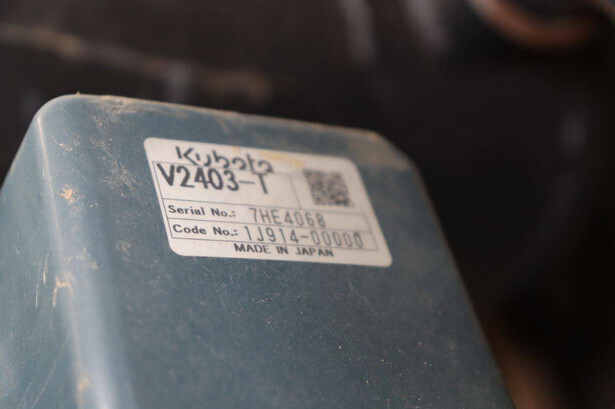 Kubota
V2403-T
Serial No.: 7HE4068
Code No.: 1J914-00000
MADE IN JAPAN